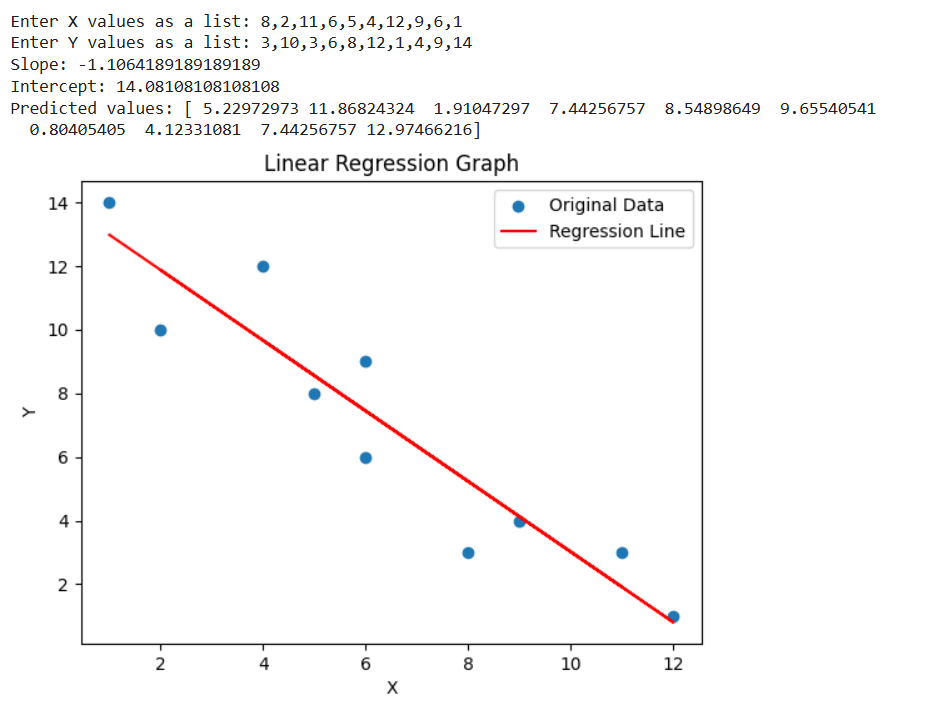 Enter X values as a list: 8,2,11,6,5,4,12,9,6,1
Enter Y values as a list: 3,10,3,6,8,12,1,4,9,14
Slope: -1.1064189189189189
Intercept: 14.08108108108108
Predicted values: [ 5.22972973 11.86824324  1.91047297  7.44256757  8.54898649  9.65540541
  0.80405405  4.12331081  7.44256757 12.97466216]
Linear Regression Graph
Original Data
Regression Line
14
12
10
8
6
4
2
Y
2 4 6 8 10 12
X